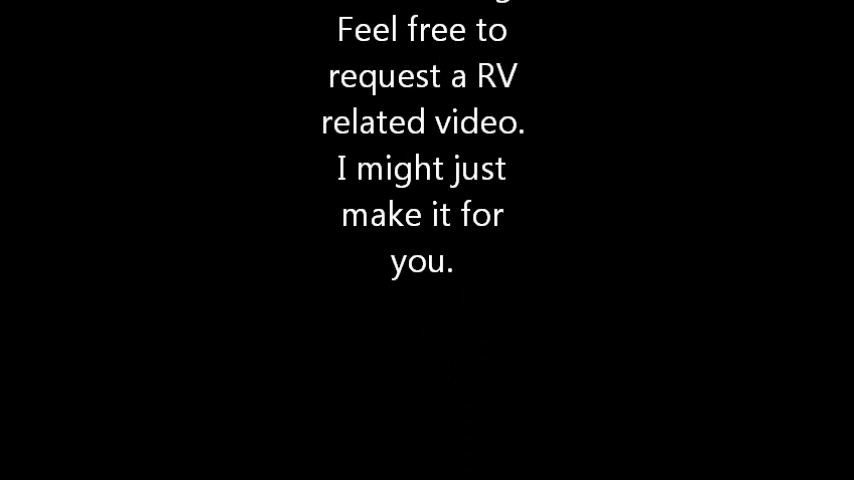 Feel free to
request a RV
related video.
I might just
make it for
you.